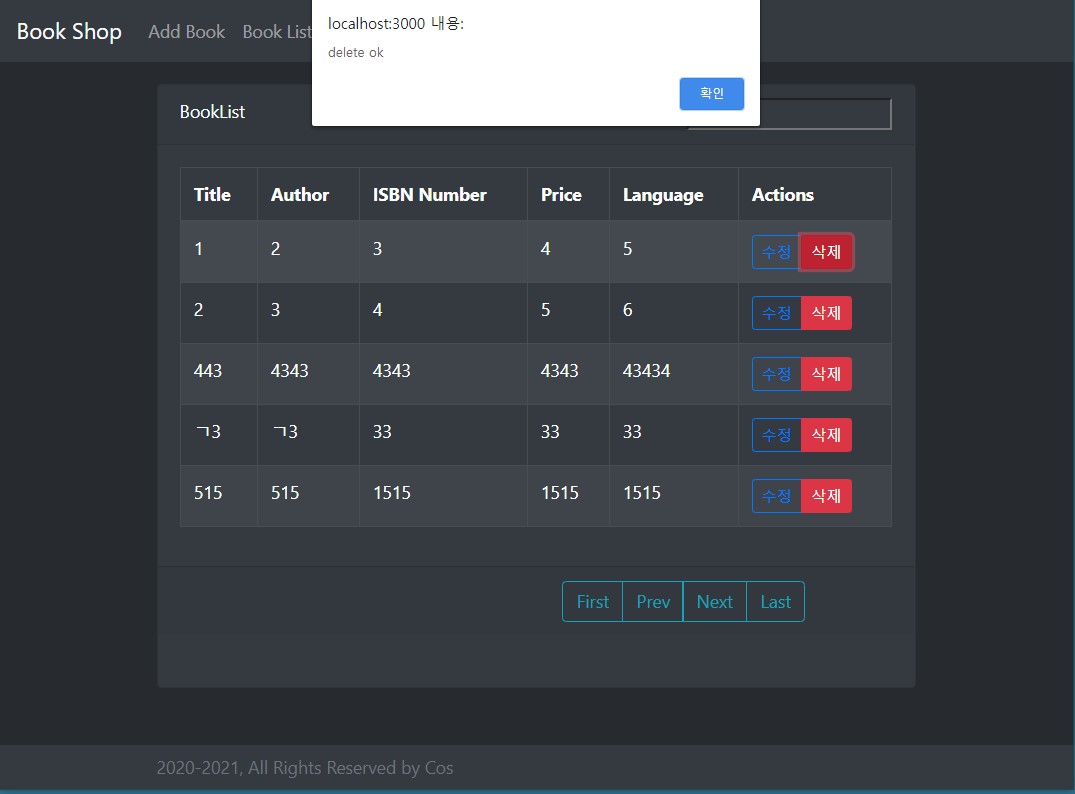 Book Shop Add Book Book List
localhost:3000 내용:
delete ok
확인
BookList
Title Author ISBN Number Price Language Actions
1 2 3 4 5 수정 삭제
2 3 4 5 6 수정 삭제
443 4343 4343 4343 43434 수정 삭제
ㄱ3 ㄱ3 33 33 33 수정 삭제
515 515 1515 1515 1515 수정 삭제
First Prev Next Last
2020-2021, All Rights Reserved by Cos